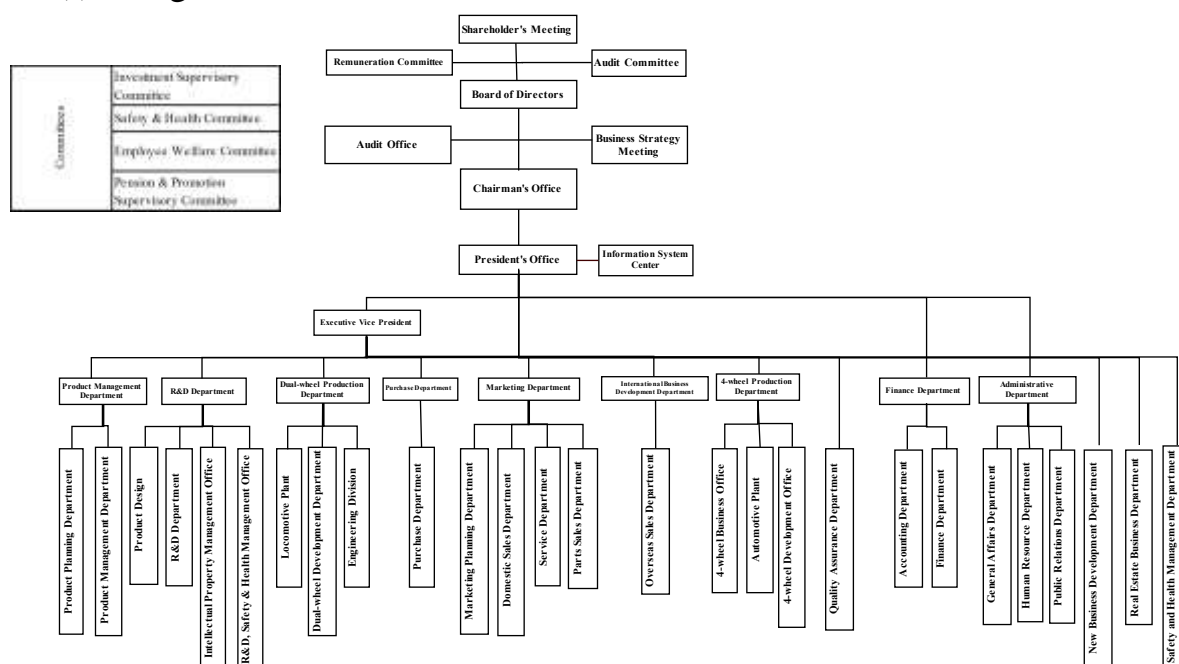 Shareholder's Meeting
Remuneration Committee
Audit Committee
Board of Directors
Committees
Investment Supervisory
Committee
Safety & Health Committee
Employee Welfare Committee
Pension & Promotion
Supervisory Committee
Audit Office
Business Strategy
Meeting
Chairman's Office
President's Office
Information System
Center
Executive Vice President
Product Management
Department
R&D Department
Dual-wheel Production
Department
Purchase Department
Marketing Department
International Business
Development Department
4-wheel Production
Department
Finance Department
Administrative
Department
Product Planning Department
Product Management Department
Product Design
R&D Department
Intellectual Property Management Office
R&D, Safety & Health Management Office
Locomotive Plant
Dual-wheel Development Department
Engineering Division
Purchase Department
Marketing Planning Department
Domestic Sales Department
Service Department
Parts Sales Department
Overseas Sales Department
4-wheel Business Office
Automotive Plant
4-wheel Development Office
Quality Assurance Department
Accounting Department
Finance Department
General Affairs Department
Human Resource Department
Public Relations Department
New Business Development Department
Real Estate Business Department
Safety and Health Management Department